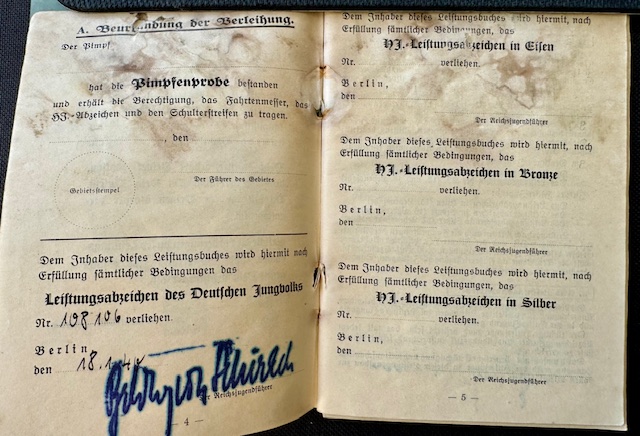 A. Beurkundung der Verleihung.
Der Pimpf
hat die Pimpfenprobe bestanden
und erhält die Berechtigung, das Fahrtenmesser, das
HJ.-Abzeichen und den Schulterstreifen zu tragen.
, den
Gebietsstempel
Der Führer des Gebietes
Dem Inhaber dieses Leistungsbuches wird hiermit nach
Erfüllung sämtlicher Bedingungen das
Leistungsabzeichen des Deutschen Jungvolks
Nr. 108106 verliehen.
Berlin,
den 18.1.
Der Reichsjugendführer
— 4 —
Dem Inhaber dieses Leistungsbuches wird hiermit, nach
Erfüllung sämtlicher Bedingungen, das
HJ.-Leistungsabzeichen in Eisen
Nr. verliehen.
Berlin,
den
Der Reichsjugendführer
Dem Inhaber dieses Leistungsbuches wird hiermit, nach
Erfüllung sämtlicher Bedingungen, das
HJ.-Leistungsabzeichen in Bronze
Nr. verliehen.
Berlin,
den
Der Reichsjugendführer
Dem Inhaber dieses Leistungsbuches wird hiermit, nach
Erfüllung sämtlicher Bedingungen, das
HJ.-Leistungsabzeichen in Silber
Nr. verliehen.
Berlin,
den
Der Reichsjugendführer
— 5 —